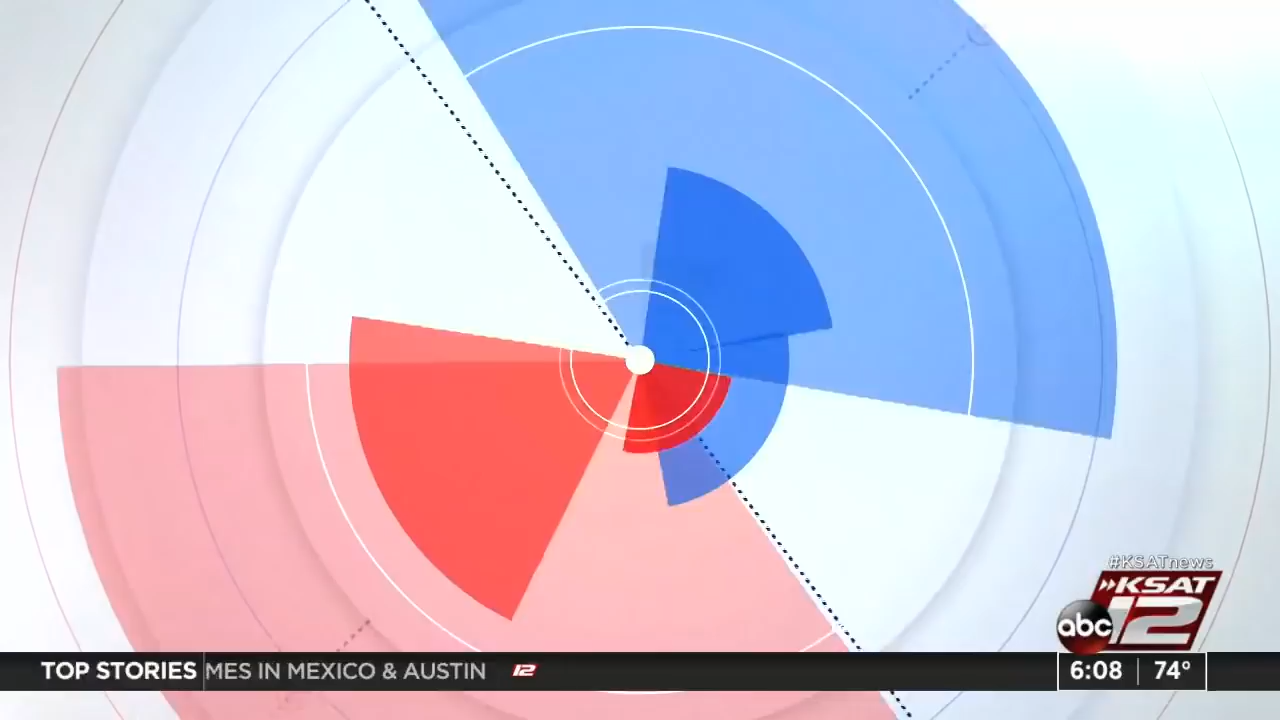 #KSATnews
KSAT
abc 12
TOP STORIES MES IN MEXICO & AUSTIN 12
6:08 74°